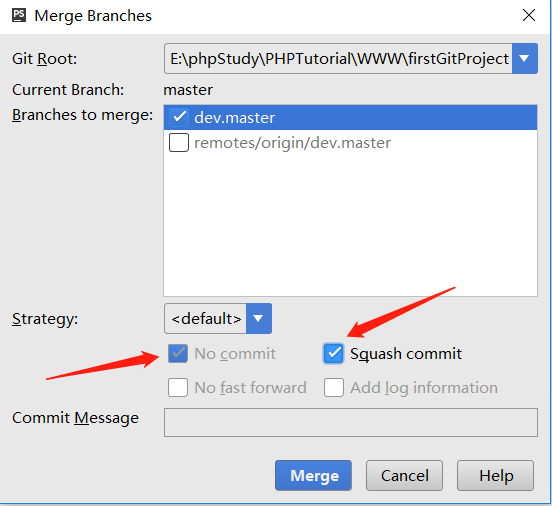 PS Merge Branches
Git Root: E:\phpStudy\PHPTutorial\WWW\firstGitProject
Current Branch: master
Branches to merge: dev.master
remotes/origin/dev.master
Strategy: <default>
No commit Squash commit
No fast forward Add log information
Commit Message
Merge Cancel Help